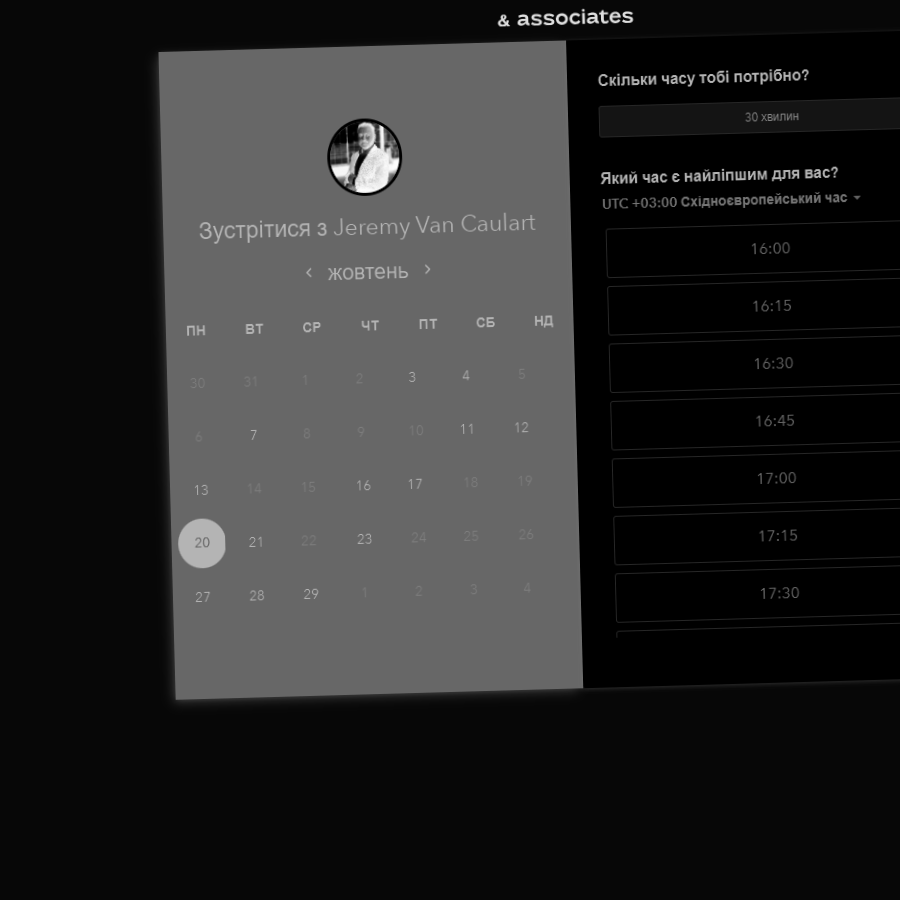 & associates
Зустрітися з Jeremy Van Caulart
жовтень
ПН ВТ СР ЧТ ПТ СБ НД
30 31 1 2 3 4 5
6 7 8 9 10 11 12
13 14 15 16 17 18 19
20 21 22 23 24 25 26
27 28 29 1 2 3 4
Скільки часу тобі потрібно?
30 хвилин
Який час є найліпшим для вас?
UTC +03:00 Східноєвропейський час
16:00
16:15
16:30
16:45
17:00
17:15
17:30